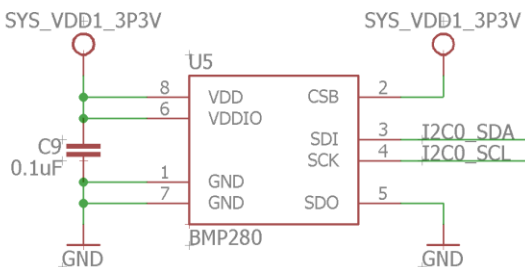 SYS_VDD1_3P3V SYS_VDD1_3P3V
U5
8 VDD CSB 2
6 VDDIO
C9 SDI 3 I2C0_SDA
0.1uF SCK 4 I2C0_SCL
1 GND
7 GND SDO 5
BMP280
GND GND